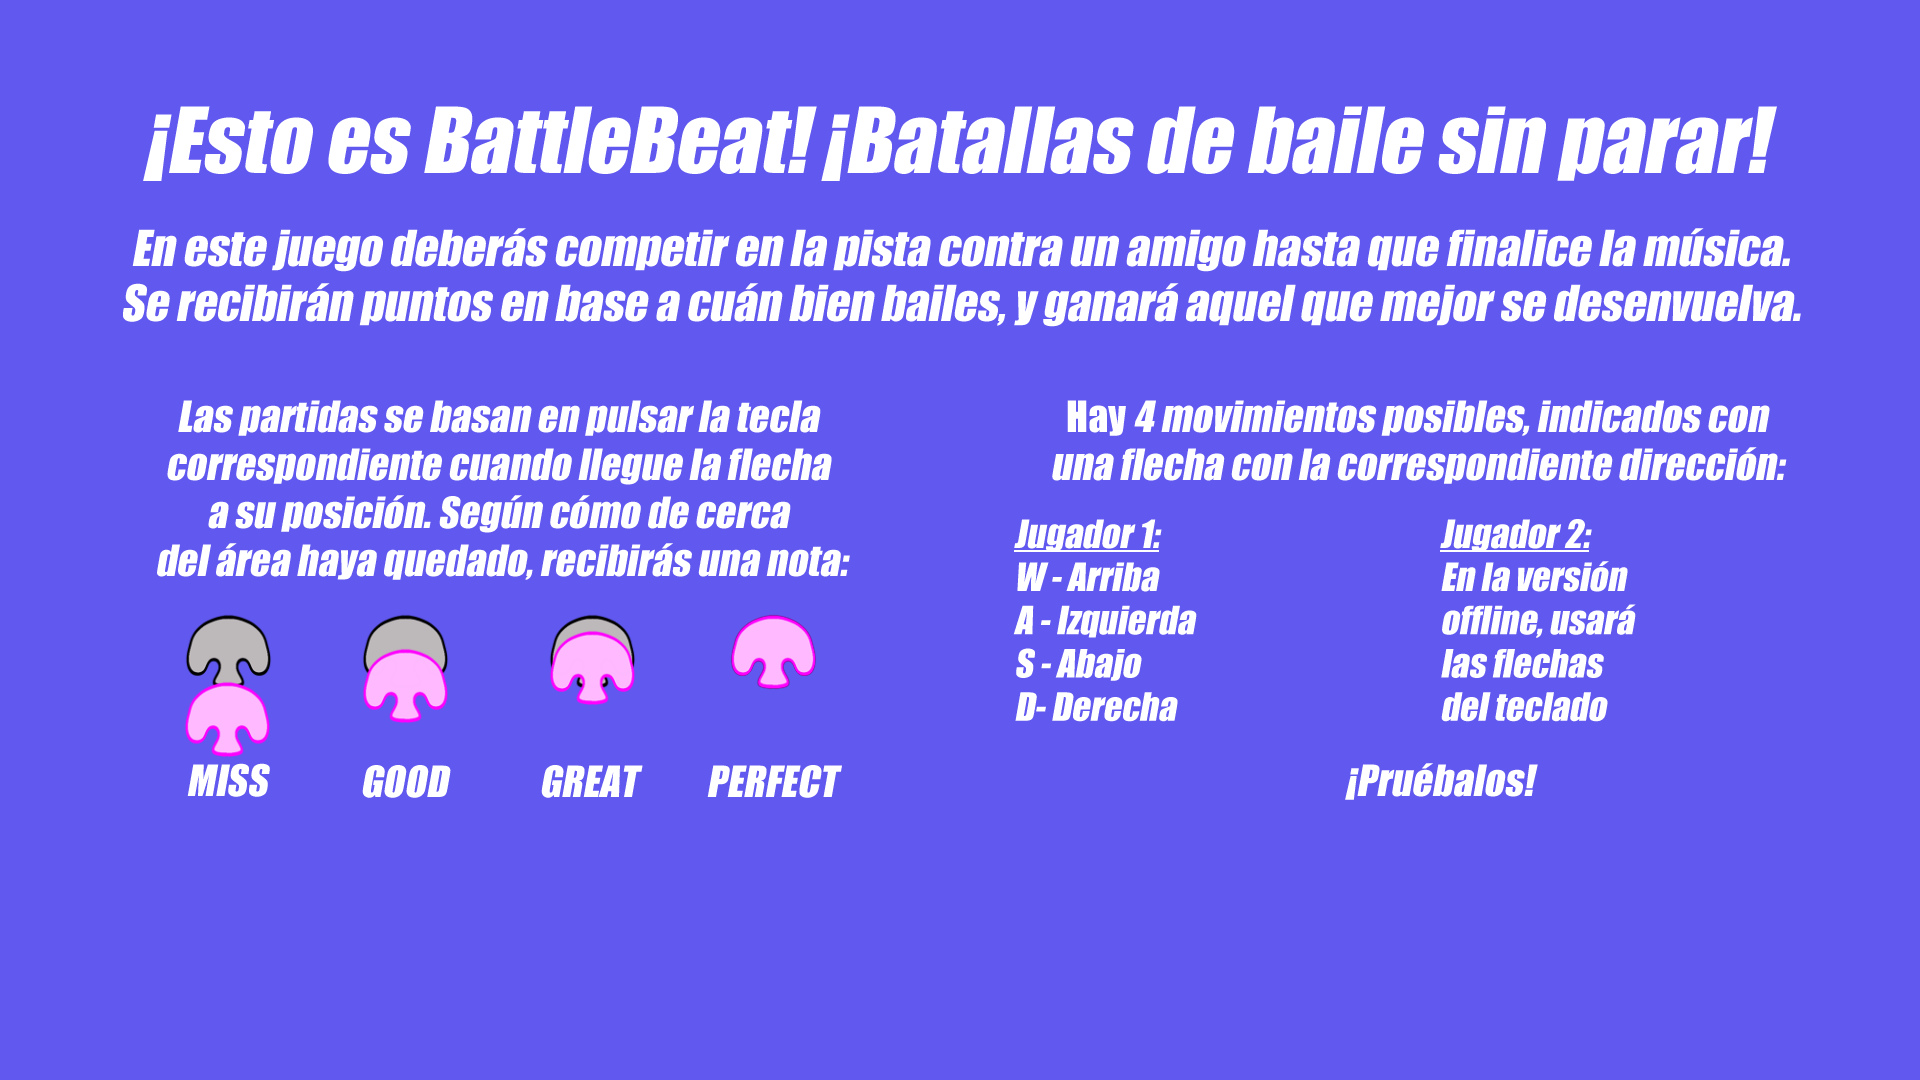 ¡Esto es BattleBeat! ¡Batallas de baile sin parar!
En este juego deberás competir en la pista contra un amigo hasta que finalice la música.
Se recibirán puntos en base a cuán bien bailes, y ganará aquel que mejor se desenvuelva.
Las partidas se basan en pulsar la tecla
correspondiente cuando llegue la flecha
a su posición. Según cómo de cerca
del área haya quedado, recibirás una nota:
MISS
GOOD
GREAT
PERFECT
Hay 4 movimientos posibles, indicados con
una flecha con la correspondiente dirección:
Jugador 1:
W - Arriba
A - Izquierda
S - Abajo
D- Derecha
Jugador 2:
En la versión
offline, usará
las flechas
del teclado
¡Pruébalos!